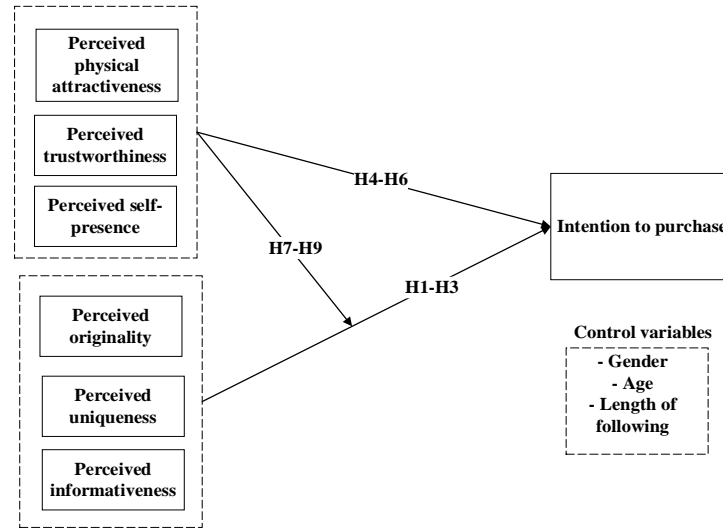 Perceived
physical
attractiveness
Perceived
trustworthiness
Perceived self-
presence
H4-H6
Intention to purchase
H7-H9
H1-H3
Perceived
originality
Perceived
uniqueness
Perceived
informativeness
Control variables
- Gender
- Age
- Length of
following